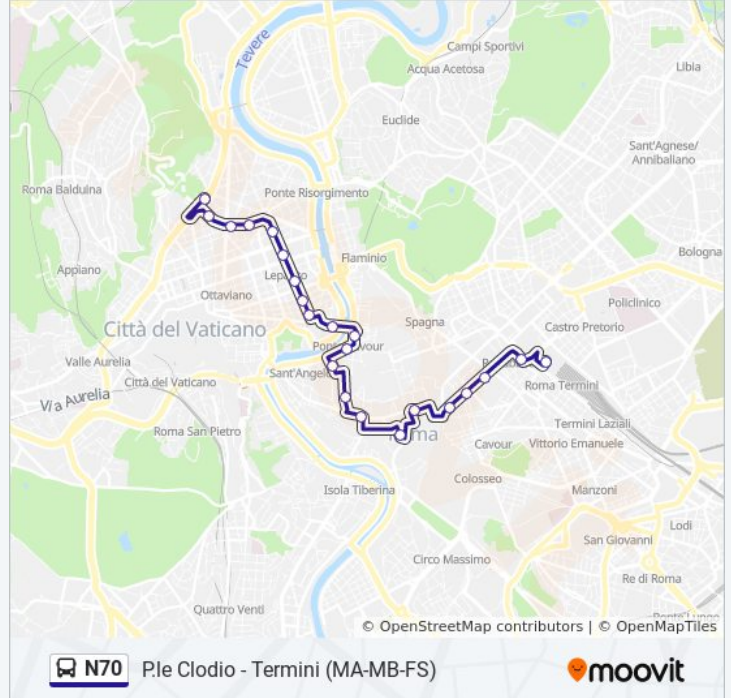 Campi Sportivi
Tevere
Acqua Acetosa
Libia
Euclide
Sant'Agnese/
Annibaliano
Roma Balduina
Ponte Risorgimento
Bologna
Flaminio
Appiano
Ottaviano
Policlinico
Spagna
Castro Pretorio
Città del Vaticano
Valle Aurelia
Sant'Angelo
Città del Vaticano
Roma Termini
Via Aurelia
Termini Laziali
Roma San Pietro
Cavour
Vittorio Emanuele
Colosseo
Isola Tiberina
Manzoni
Lodi
San Giovanni
Circo Massimo
Re di Roma
Quattro Venti
© OpenStreetMap contributors | © OpenMapTiles
N70 P.le Clodio - Termini (MA-MB-FS)
moovit